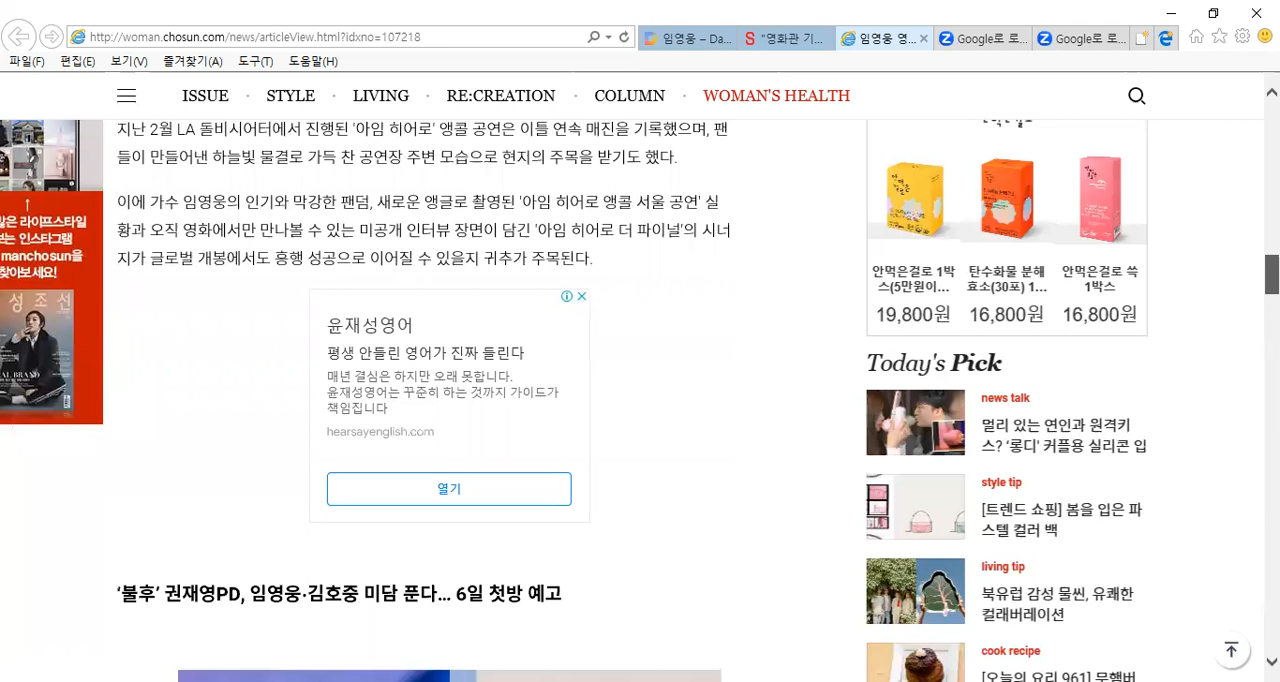 http://woman.chosun.com/news/articleView.html?idxno=107218
임영웅 – Da...
"영화관 기...
임영웅 영...
Google로 로...
Google로 로...
파일(F) 편집(E) 보기(V) 즐겨찾기(A) 도구(T) 도움말(H)
ISSUE · STYLE · LIVING · RE:CREATION · COLUMN · WOMAN'S HEALTH
지난 2월 LA 돌비시어터에서 진행된 '아임 히어로' 앵콜 공연은 이틀 연속 매진을 기록했으며, 팬
들이 만들어낸 하늘빛 물결로 가득 찬 공연장 주변 모습으로 현지의 주목을 받기도 했다.
이에 가수 임영웅의 인기와 막강한 팬덤, 새로운 앵글로 촬영된 '아임 히어로 앵콜 서울 공연' 실
황과 오직 영화에서만 만나볼 수 있는 미공개 인터뷰 장면이 담긴 '아임 히어로 더 파이널'의 시너
지가 글로벌 개봉에서도 흥행 성공으로 이어질 수 있을지 귀추가 주목된다.
많은 라이프스타일
보는 인스타그램
manchosun을
찾아보세요!
성조선
윤재성영어
평생 안들린 영어가 진짜 들린다
매년 결심은 하지만 오래 못합니다.
윤재성영어는 꾸준히 하는 것까지 가이드가
책임집니다
hearsayenglish.com
열기
‘불후’ 권재영PD, 임영웅·김호중 미담 푼다... 6일 첫방 예고
안먹은걸로 1박
스(5만원이...
19,800원
탄수화물 분해
효소(30포) 1...
16,800원
안먹은걸로 쏙
1박스
16,800원
Today's Pick
news talk
멀리 있는 연인과 원격키
스? ‘롱디’ 커플용 실리콘 입
style tip
[트렌드 쇼핑] 봄을 입은 파
스텔 컬러 백
living tip
북유럽 감성 물씬, 유쾌한
컬래버레이션
cook recipe
[오늘의 요리 961] 무햄버